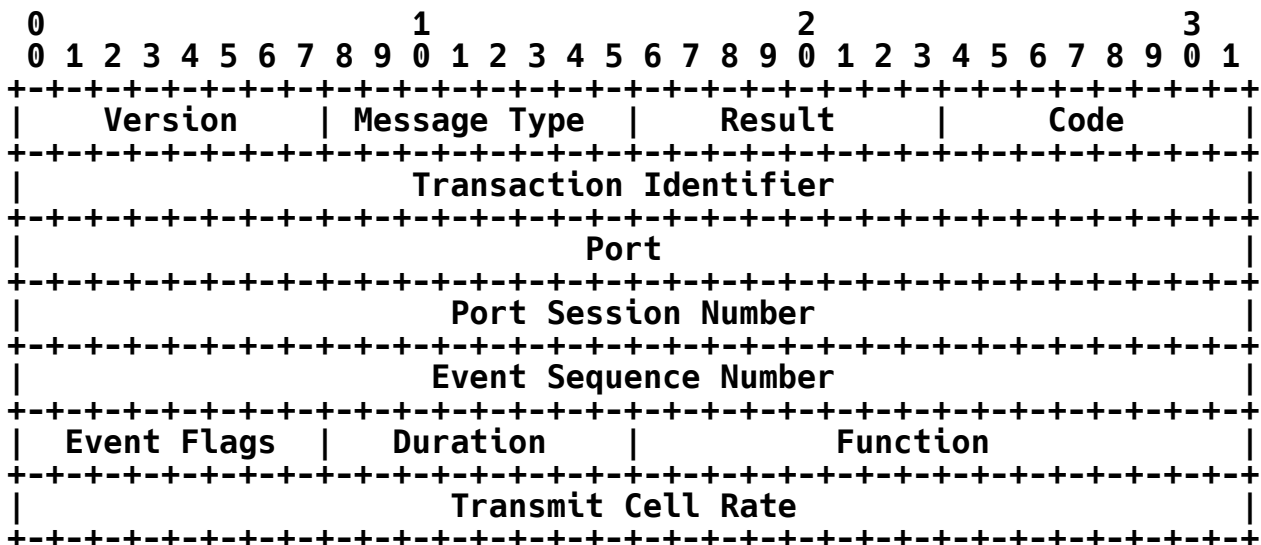 0                   1                   2                   3
 0 1 2 3 4 5 6 7 8 9 0 1 2 3 4 5 6 7 8 9 0 1 2 3 4 5 6 7 8 9 0 1
+-+-+-+-+-+-+-+-+-+-+-+-+-+-+-+-+-+-+-+-+-+-+-+-+-+-+-+-+-+-+-+-+
|    Version    | Message Type  |    Result     |     Code      |
+-+-+-+-+-+-+-+-+-+-+-+-+-+-+-+-+-+-+-+-+-+-+-+-+-+-+-+-+-+-+-+-+
|                    Transaction Identifier                     |
+-+-+-+-+-+-+-+-+-+-+-+-+-+-+-+-+-+-+-+-+-+-+-+-+-+-+-+-+-+-+-+-+
|                             Port                              |
+-+-+-+-+-+-+-+-+-+-+-+-+-+-+-+-+-+-+-+-+-+-+-+-+-+-+-+-+-+-+-+-+
|                      Port Session Number                      |
+-+-+-+-+-+-+-+-+-+-+-+-+-+-+-+-+-+-+-+-+-+-+-+-+-+-+-+-+-+-+-+-+
|                     Event Sequence Number                     |
+-+-+-+-+-+-+-+-+-+-+-+-+-+-+-+-+-+-+-+-+-+-+-+-+-+-+-+-+-+-+-+-+
|  Event Flags  |   Duration    |          Function             |
+-+-+-+-+-+-+-+-+-+-+-+-+-+-+-+-+-+-+-+-+-+-+-+-+-+-+-+-+-+-+-+-+
|                      Transmit Cell Rate                       |
+-+-+-+-+-+-+-+-+-+-+-+-+-+-+-+-+-+-+-+-+-+-+-+-+-+-+-+-+-+-+-+-+